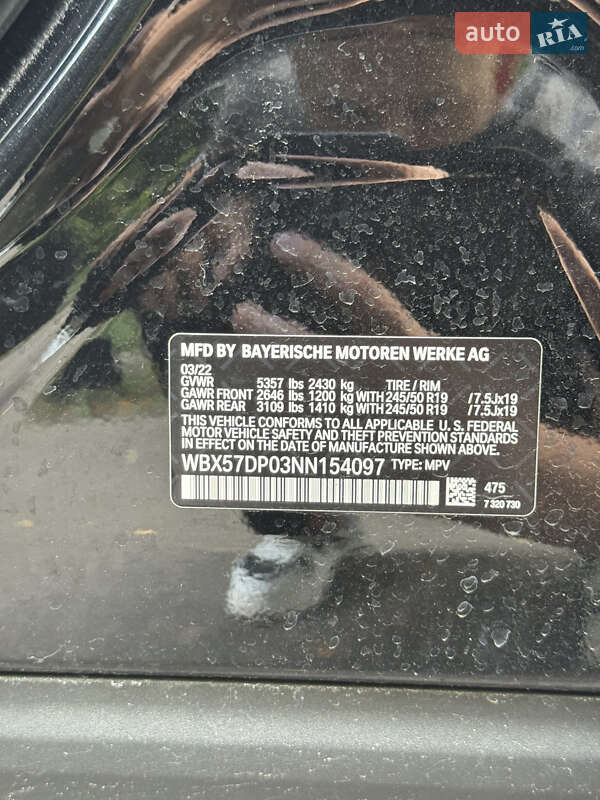 auto RIA .com
MFD BY BAYERISCHE MOTOREN WERKE AG
03/22
GVWR 5357 lbs 2430 kg TIRE / RIM
GAWR FRONT 2646 lbs 1200 kg WITH 245/50 R19 /7.5Jx19
GAWR REAR 3109 lbs 1410 kg WITH 245/50 R19 /7.5Jx19
THIS VEHICLE CONFORMS TO ALL APPLICABLE U. S. FEDERAL
MOTOR VEHICLE SAFETY AND THEFT PREVENTION STANDARDS
IN EFFECT ON THE DATE OF MANUFACTURE SHOWN ABOVE.
WBX57DP03NN154097 TYPE: MPV
475
7 320 730